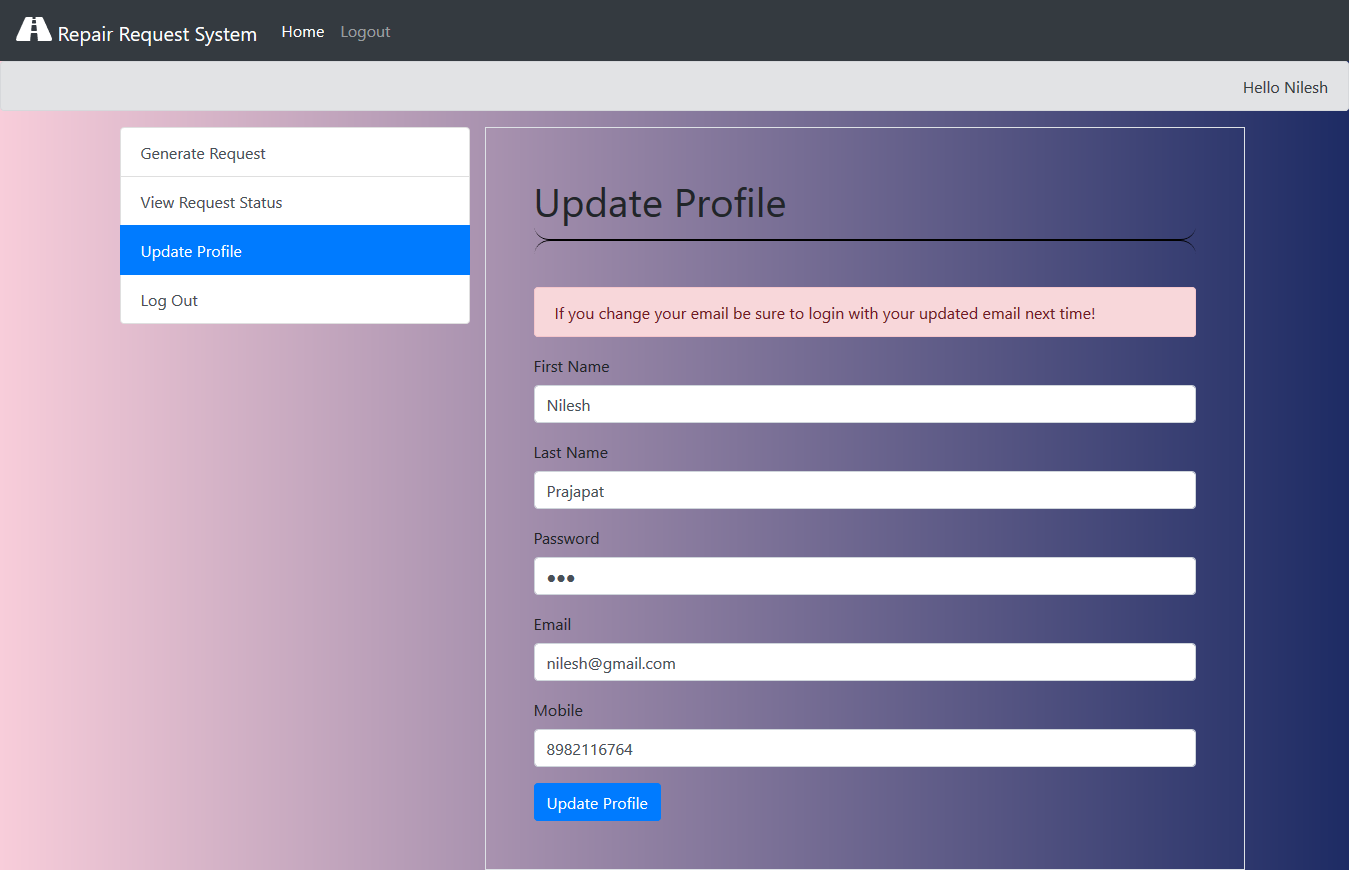 Repair Request System Home Logout
Hello Nilesh
Generate Request
View Request Status
Update Profile
Log Out
Update Profile
If you change your email be sure to login with your updated email next time!
First Name
Nilesh
Last Name
Prajapat
Password
●●●
Email
nilesh@gmail.com
Mobile
8982116764
Update Profile